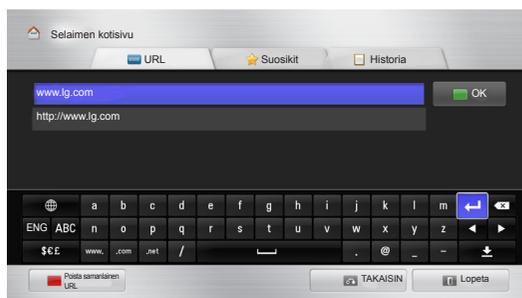 Selaimen kotisivu
URL Suosikit Historia
www.lg.com OK
http://www.lg.com
a b c d e f g h i j k l m
ENG ABC n o p q r s t u v w x y z
$€£ www. .com .net / . @ _ -
Poista samanlainen
URL
TAKAISIN Lopeta